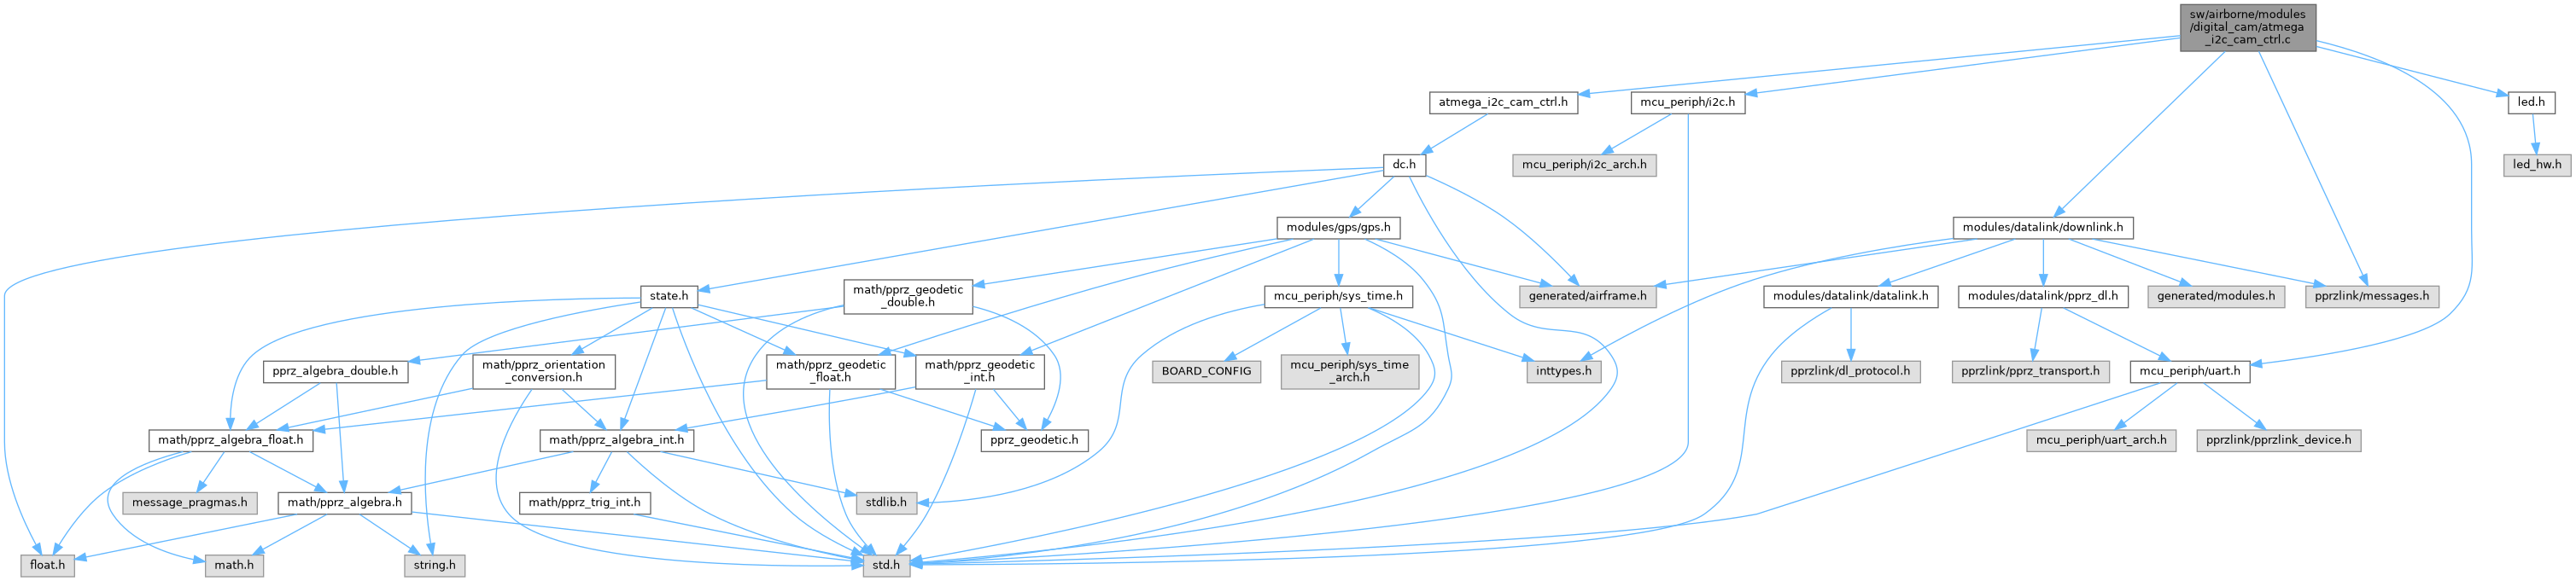 sw/airborne/modules
/digital_cam/atmega
_i2c_cam_ctrl.c
atmega_i2c_cam_ctrl.h
mcu_periph/i2c.h
led.h
dc.h
mcu_periph/i2c_arch.h
led_hw.h
modules/gps/gps.h
modules/datalink/downlink.h
state.h
math/pprz_geodetic
_double.h
mcu_periph/sys_time.h
generated/airframe.h
modules/datalink/datalink.h
modules/datalink/pprz_dl.h
generated/modules.h
pprzlink/messages.h
pprz_algebra_double.h
math/pprz_orientation
_conversion.h
math/pprz_geodetic
_float.h
math/pprz_geodetic
_int.h
BOARD_CONFIG
mcu_periph/sys_time
_arch.h
inttypes.h
pprzlink/dl_protocol.h
pprzlink/pprz_transport.h
mcu_periph/uart.h
math/pprz_algebra_float.h
math/pprz_algebra_int.h
pprz_geodetic.h
mcu_periph/uart_arch.h
pprzlink/pprzlink_device.h
message_pragmas.h
math/pprz_algebra.h
math/pprz_trig_int.h
stdlib.h
float.h
math.h
string.h
std.h